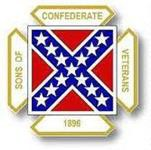 CONFEDERATE
SONS OF
VETERANS
1896